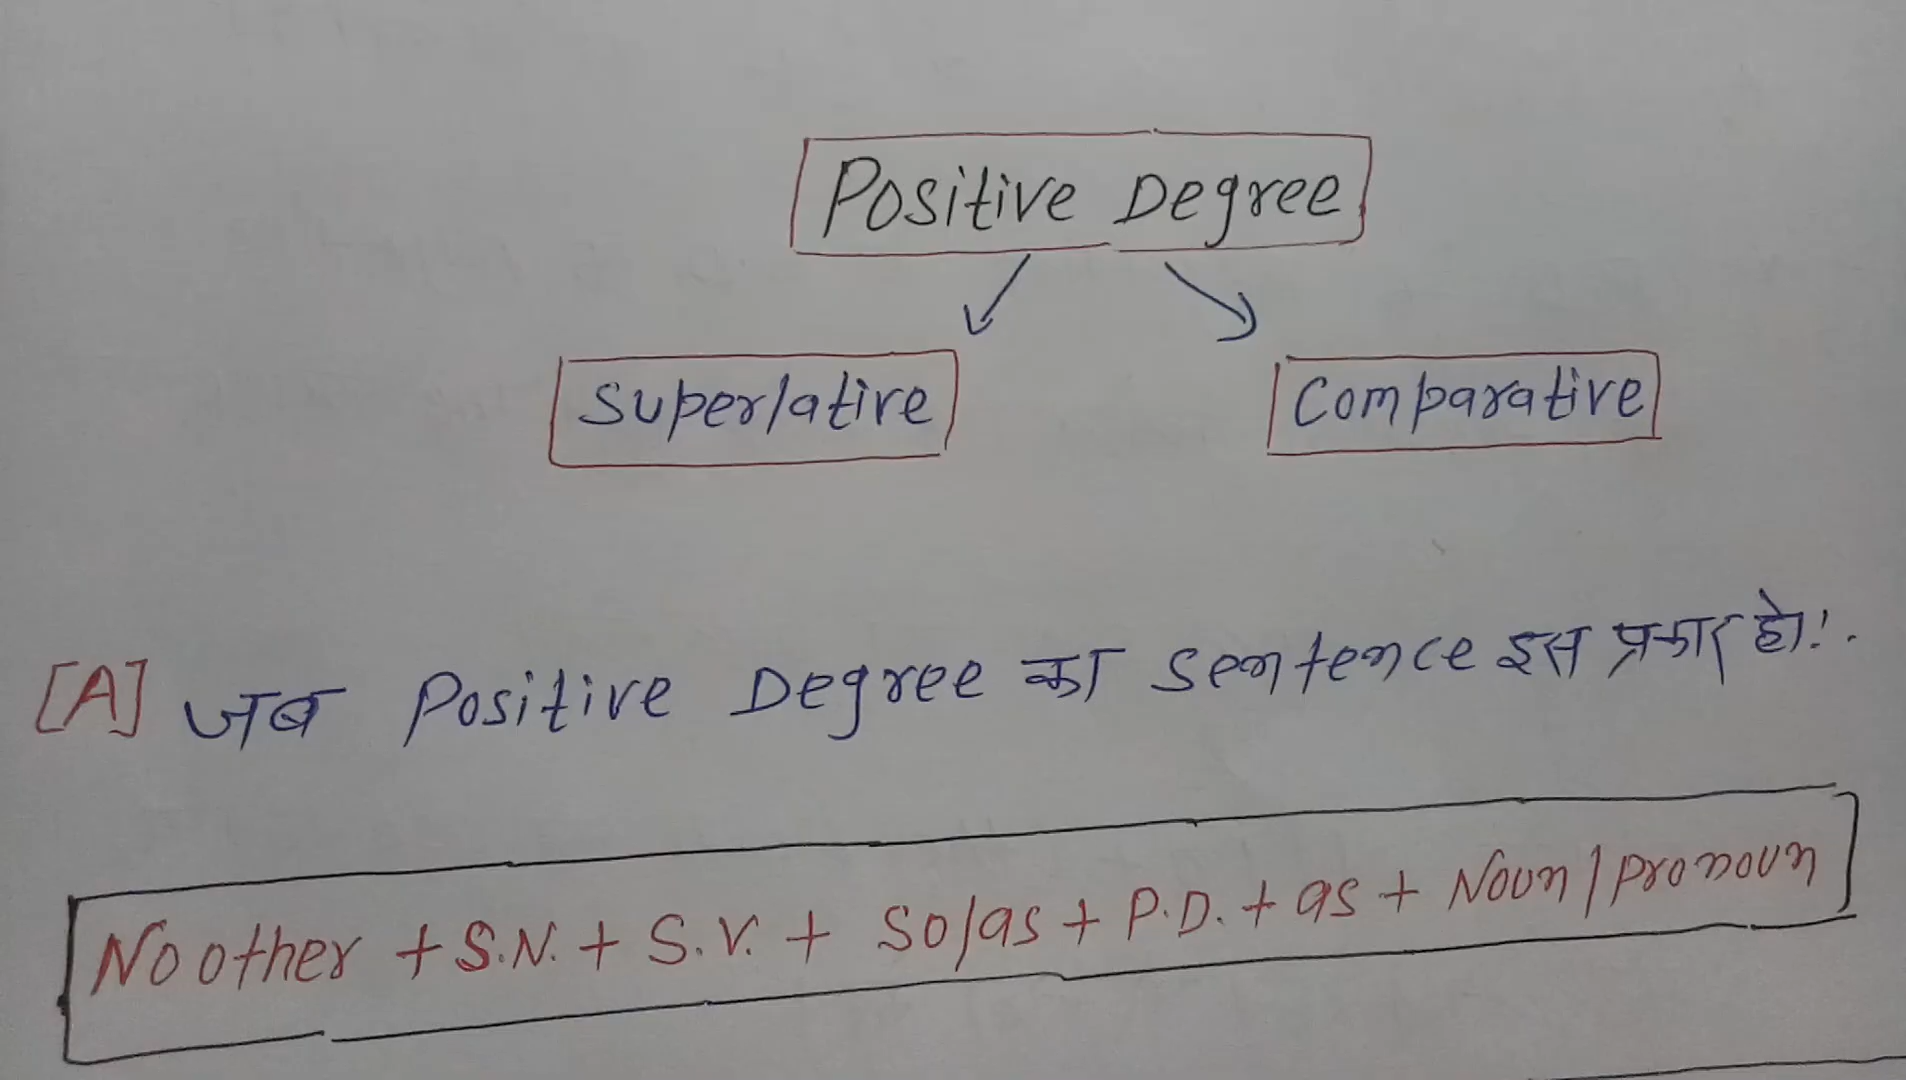 Positive Degree
Superlative
Comparative
[A] जब Positive Degree का Sentence इस प्रकार हो:.
No other + S.N. + S.V. + so/as + P.D. + as + Noun/pronoun